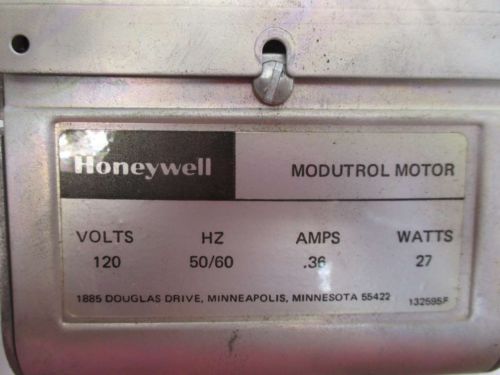 Honeywell MODUTROL MOTOR
VOLTS HZ AMPS WATTS
120 50/60 .36 27
1885 DOUGLAS DRIVE, MINNEAPOLIS, MINNESOTA 55422 132595F